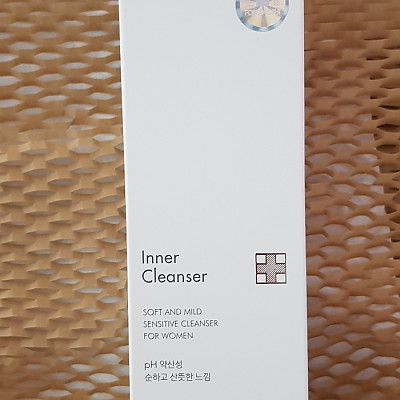 Inner
Cleanser
SOFT AND MILD
SENSITIVE CLEANSER
FOR WOMEN
pH 약산성
순하고 산뜻한 느낌